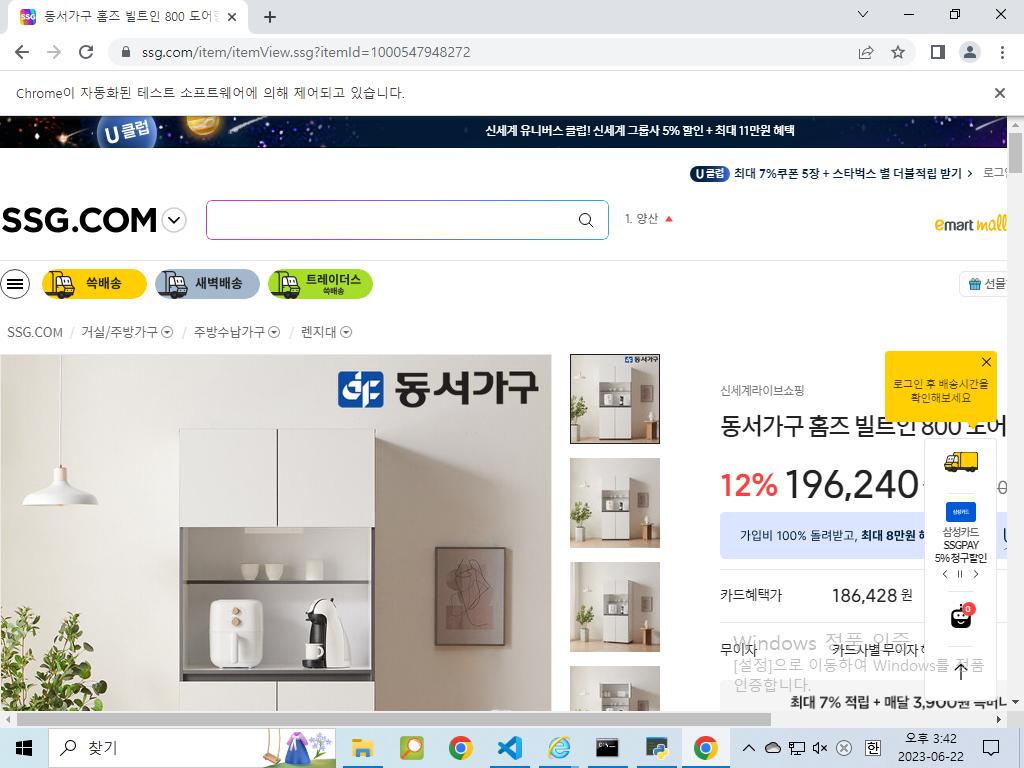 동서가구 홈즈 빌트인 800 도어
ssg.com/item/itemView.ssg?itemId=1000547948272
Chrome이 자동화된 테스트 소프트웨어에 의해 제어되고 있습니다.
U클럽
신세계 유니버스 클럽! 신세계 그룹사 5% 할인 + 최대 11만원 혜택
U클럽 최대 7%쿠폰 5장 + 스타벅스 별 더블적립 받기 > 로그인
SSG.COM
1. 양산
emart mall
쓱배송
새벽배송
트레이더스
쓱배송
선물
SSG.COM / 거실/주방가구 / 주방수납가구 / 렌지대
동서가구
동서가구
로그인 후 배송시간을
확인해보세요
신세계라이브쇼핑
동서가구 홈즈 빌트인 800 도어
12% 196,240
0
삼성카드
삼성카드
SSGPAY
5% 청구할인
가입비 100% 돌려받고, 최대 8만원
카드혜택가 186,428 원
0
무이자 카드사별 무이자
Windows 정품 인증
[설정]으로 이동하여 Windows를 정품
인증합니다.
최대 7% 적립 + 매달 3,900원
찾기
오후 3:42
2023-06-22
한